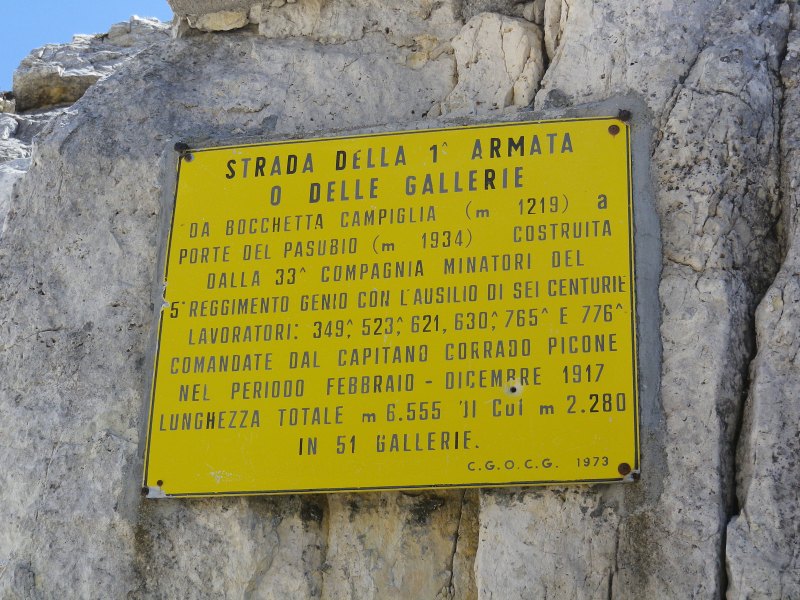 STRADA DELLA 1^ ARMATA
O DELLE GALLERIE
DA BOCCHETTA CAMPIGLIA (m 1219) a
PORTE DEL PASUBIO (m 1934) COSTRUITA
DALLA 33^ COMPAGNIA MINATORI DEL
5° REGGIMENTO GENIO CON L'AUSILIO DI SEI CENTURIE
LAVORATORI: 349^, 523^, 621, 630^, 765^ E 776^
COMANDATE DAL CAPITANO CORRADO PICONE
NEL PERIODO FEBBRAIO - DICEMBRE 1917
LUNGHEZZA TOTALE m 6.555 DI CUI m 2.280
IN 51 GALLERIE.
C.G.O.C.G. 1973